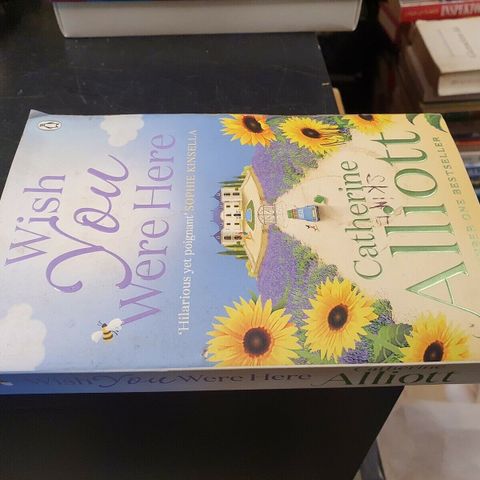 Wish
You
Were Here
'Hilarious yet poignant' SOPHIE KINSELLA
Catherine
Alliott
NUMBER ONE BESTSELLER
Wish You Were Here
Catherine
Alliott